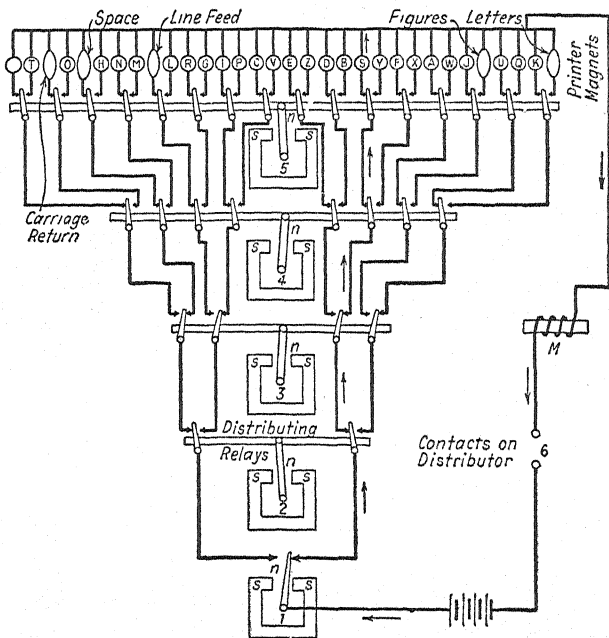 Space
Line Feed
Figures
Letters
T O H N M L R G I P C V E Z D B S Y F X A W J U Q K
Printer Magnets
n
S S
5
Carriage
Return
n
S S
4
n
S S
3
M
Distributing
Relays
n
S S
2
Contacts on
Distributor
6
n
S S
1